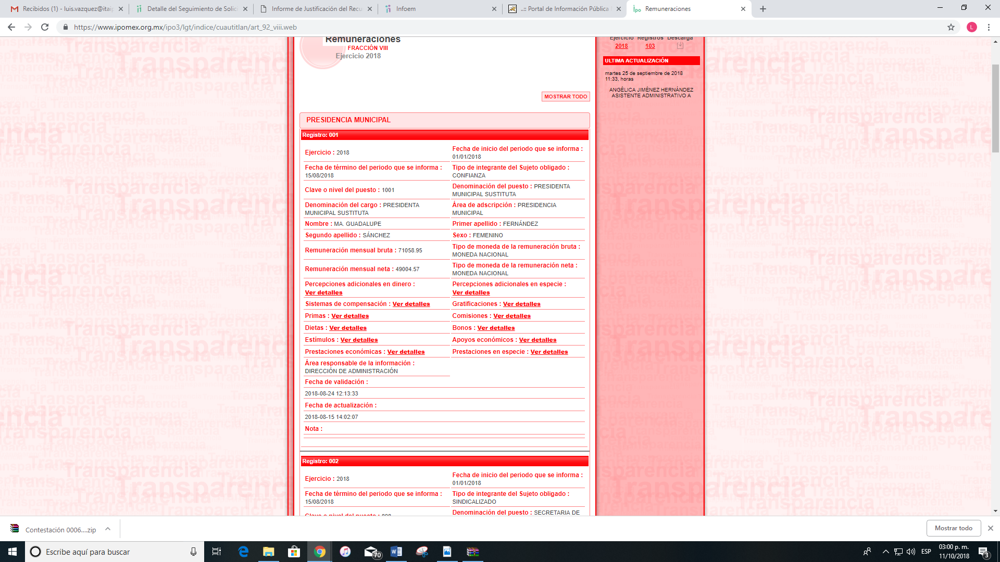 Recibidos (1) - luis.vazquez@itaip
Detalle del Seguimiento de Solici
Informe de Justificación del Recu
Infoem
..:: Portal de Información Pública
Remuneraciones
https://www.ipomex.org.mx/ipo3/lgt/indice/cuautitlan/art_92_viii.web
Remuneraciones
FRACCIÓN VIII
Ejercicio 2018
Ejercicio Registros Descarga
2018 103
ULTIMA ACTUALIZACIÓN
martes 25 de septiembre de 2018
11:33, horas
ANGÉLICA JIMÉNEZ HERNÁNDEZ
ASISTENTE ADMINISTRATIVO A
MOSTRAR TODO
PRESIDENCIA MUNICIPAL
Registro: 001
Ejercicio : 2018
Fecha de inicio del periodo que se informa :
01/01/2018
Fecha de término del periodo que se informa :
15/08/2018
Tipo de integrante del Sujeto obligado :
CONFIANZA
Clave o nivel del puesto : 1001
Denominación del puesto : PRESIDENTA
MUNICIPAL SUSTITUTA
Denominación del cargo : PRESIDENTA
MUNICIPAL SUSTITUTA
Área de adscripción : PRESIDENCIA
MUNICIPAL
Nombre : MA. GUADALUPE
Primer apellido : FERNÁNDEZ
Segundo apellido : SÁNCHEZ
Sexo : FEMENINO
Remuneración mensual bruta : 71058.95
Tipo de moneda de la remuneración bruta :
MONEDA NACIONAL
Remuneración mensual neta : 49004.57
Tipo de moneda de la remuneración neta :
MONEDA NACIONAL
Percepciones adicionales en dinero :
Ver detalles
Percepciones adicionales en especie :
Ver detalles
Sistemas de compensación : Ver detalles
Gratificaciones : Ver detalles
Primas : Ver detalles
Comisiones : Ver detalles
Dietas : Ver detalles
Bonos : Ver detalles
Estímulos : Ver detalles
Apoyos económicos : Ver detalles
Prestaciones económicas : Ver detalles
Prestaciones en especie : Ver detalles
Área responsable de la información :
DIRECCIÓN DE ADMINISTRACIÓN
Fecha de validación :
2018-08-24 12:13:33
Fecha de actualización :
2018-08-15 14:02:07
Nota :
Registro: 002
Ejercicio : 2018
Fecha de inicio del periodo que se informa :
01/01/2018
Fecha de término del periodo que se informa :
15/08/2018
Tipo de integrante del Sujeto obligado :
SINDICALIZADO
Clave o nivel del puesto :
Denominación del puesto : SECRETARIA DE
Contestación 0006....zip
Mostrar todo
Escribe aquí para buscar
70
ESP
03:00 p. m.
11/10/2018
3